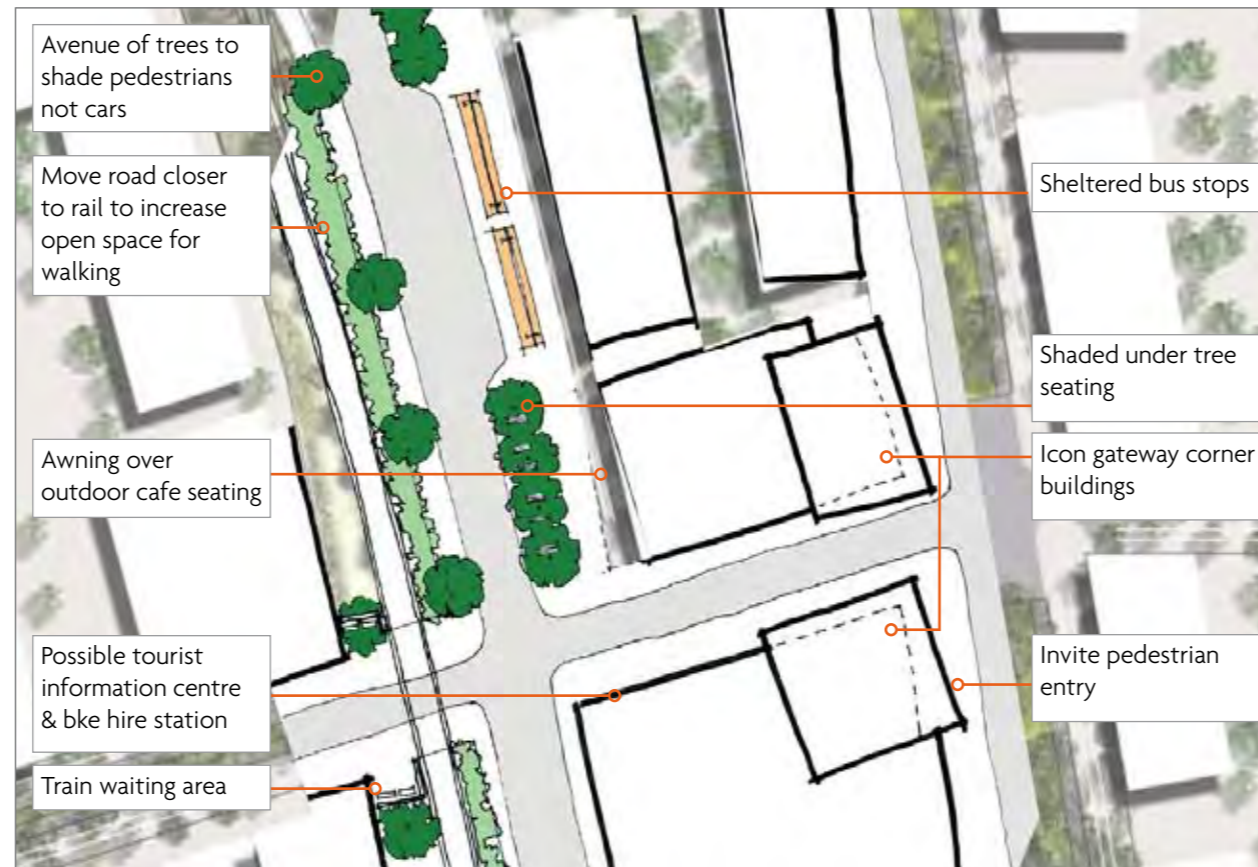 Avenue of trees to
shade pedestrians
not cars
Move road closer
to rail to increase
open space for
walking
Awning over
outdoor cafe seating
Possible tourist
information centre
& bke hire station
Train waiting area
Sheltered bus stops
Shaded under tree
seating
Icon gateway corner
buildings
Invite pedestrian
entry